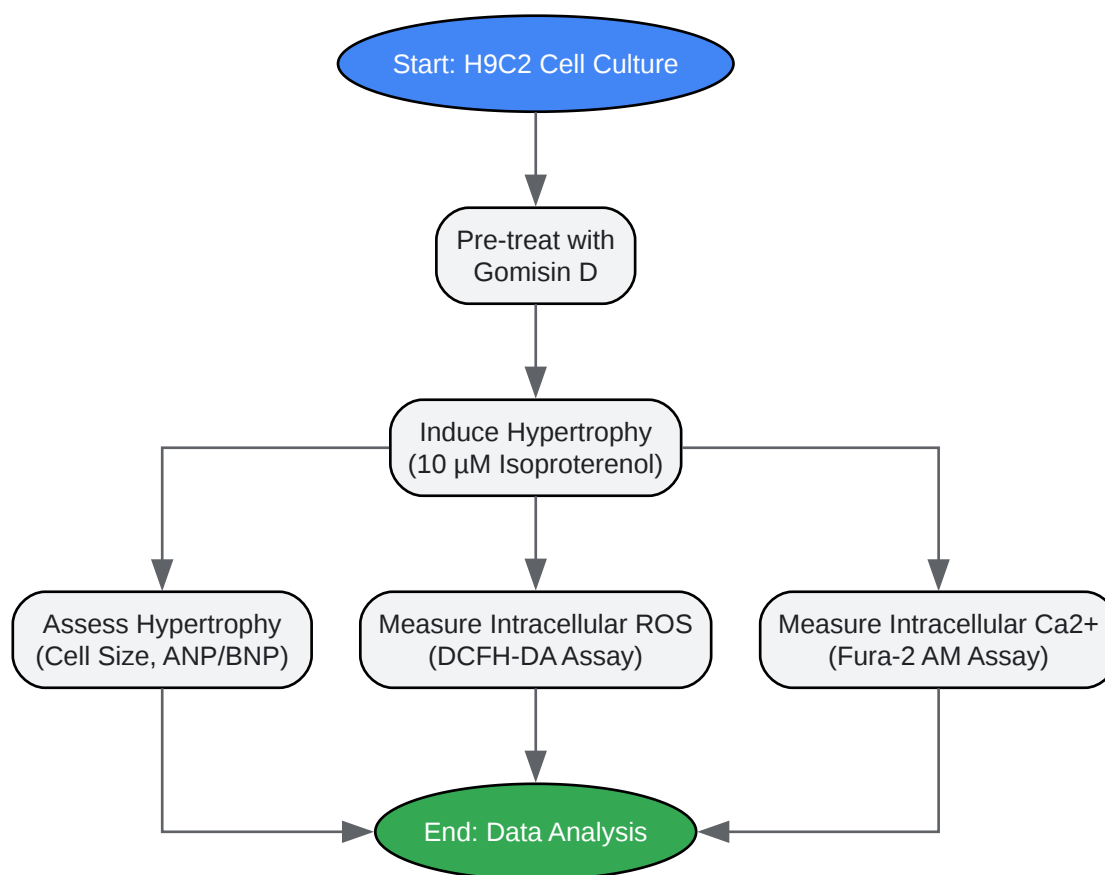 Start: H9C2 Cell Culture
Pre-treat with
Gomisin D
Induce Hypertrophy
(10 µM Isoproterenol)
Assess Hypertrophy
(Cell Size, ANP/BNP)
Measure Intracellular ROS
(DCFH-DA Assay)
Measure Intracellular Ca2+
(Fura-2 AM Assay)
End: Data Analysis